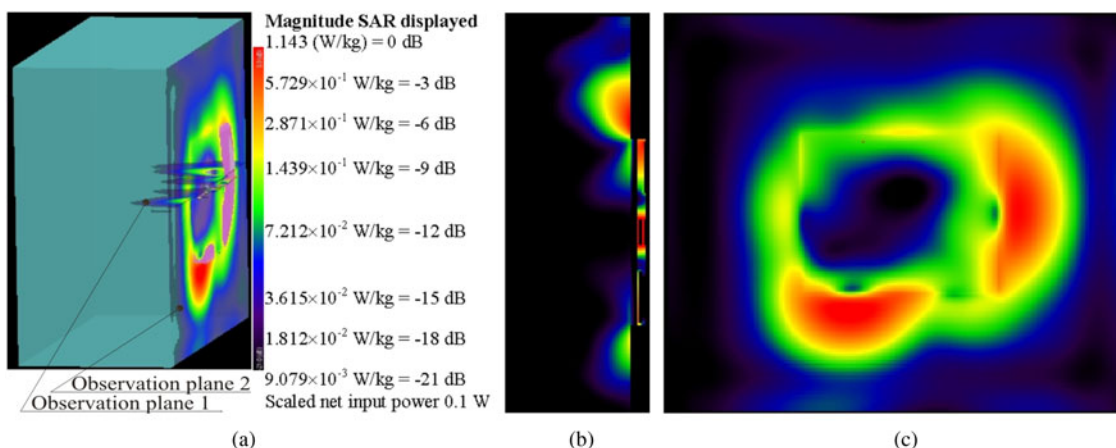 Magnitude SAR displayed
1.143 (W/kg) = 0 dB
5.729×10⁻¹ W/kg = -3 dB
2.871×10⁻¹ W/kg = -6 dB
1.439×10⁻¹ W/kg = -9 dB
7.212×10⁻² W/kg = -12 dB
3.615×10⁻² W/kg = -15 dB
1.812×10⁻² W/kg = -18 dB
9.079×10⁻³ W/kg = -21 dB
Scaled net input power 0.1 W
Observation plane 2
Observation plane 1
(a)
(b)
(c)